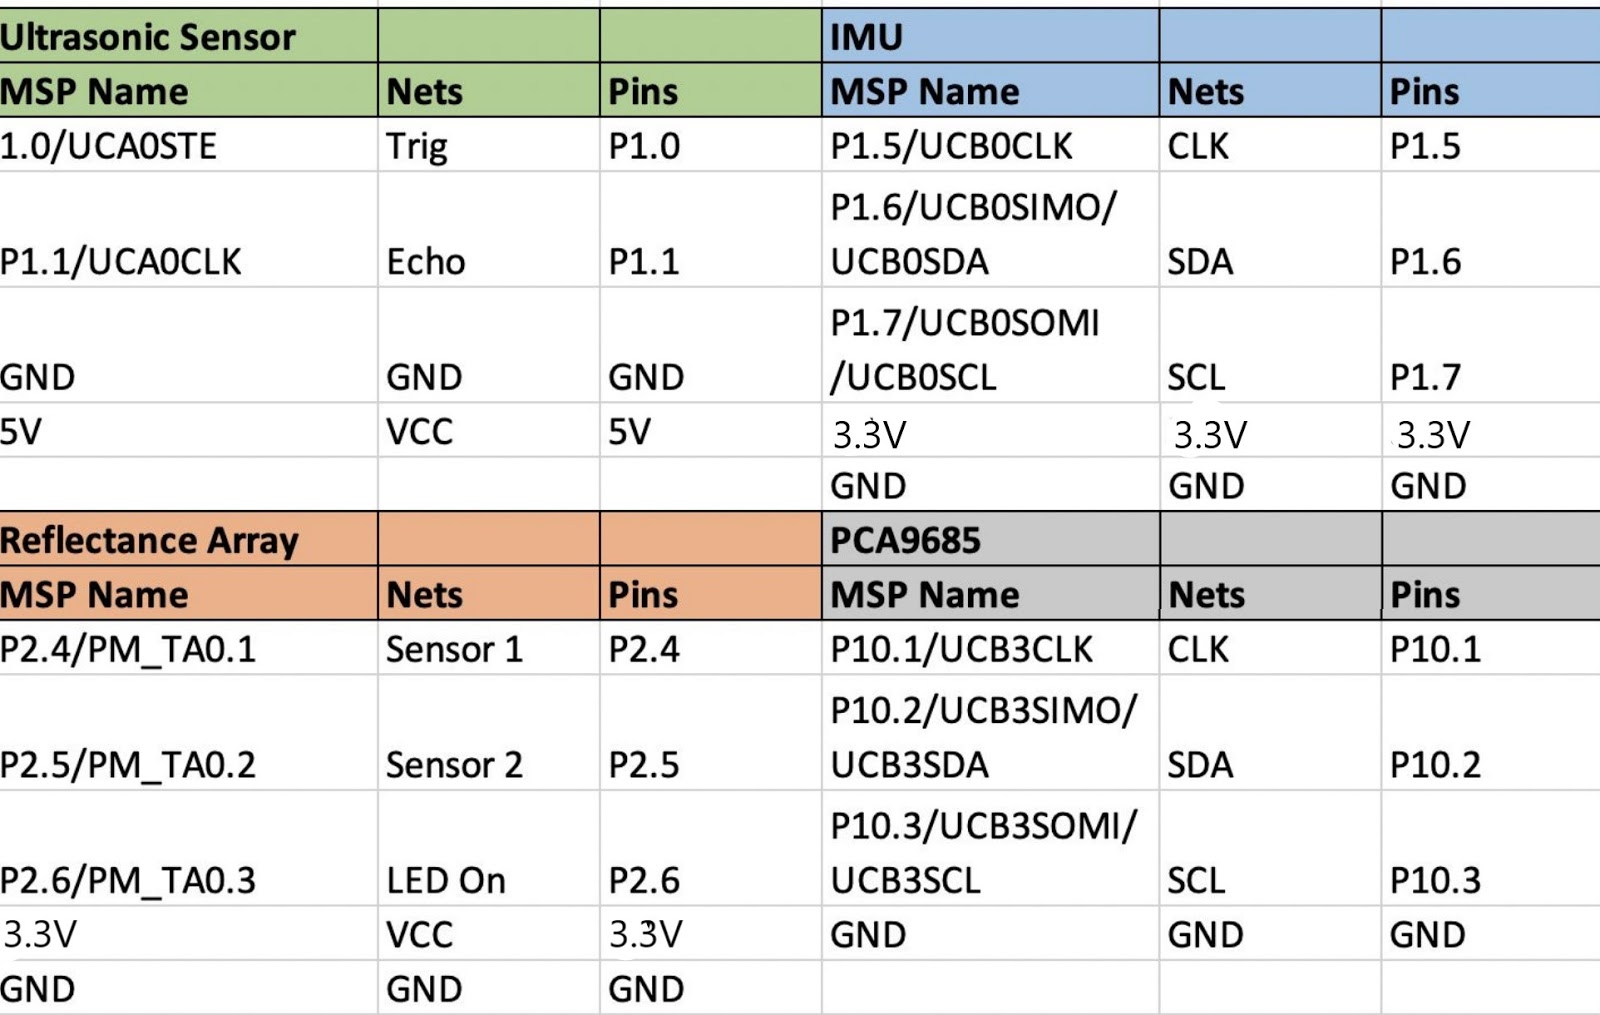 Ultrasonic Sensor IMU
MSP Name Nets Pins MSP Name Nets Pins
1.0/UCA0STE Trig P1.0 P1.5/UCB0CLK CLK P1.5
P1.6/UCB0SIMO/
P1.1/UCA0CLK Echo P1.1 UCB0SDA SDA P1.6
P1.7/UCB0SOMI
GND GND GND /UCB0SCL SCL P1.7
5V VCC 5V 3.3V 3.3V 3.3V
GND GND GND
Reflectance Array PCA9685
MSP Name Nets Pins MSP Name Nets Pins
P2.4/PM_TA0.1 Sensor 1 P2.4 P10.1/UCB3CLK CLK P10.1
P10.2/UCB3SIMO/
P2.5/PM_TA0.2 Sensor 2 P2.5 UCB3SDA SDA P10.2
P10.3/UCB3SOMI/
P2.6/PM_TA0.3 LED On P2.6 UCB3SCL SCL P10.3
3.3V VCC 3.3V GND GND GND
GND GND GND